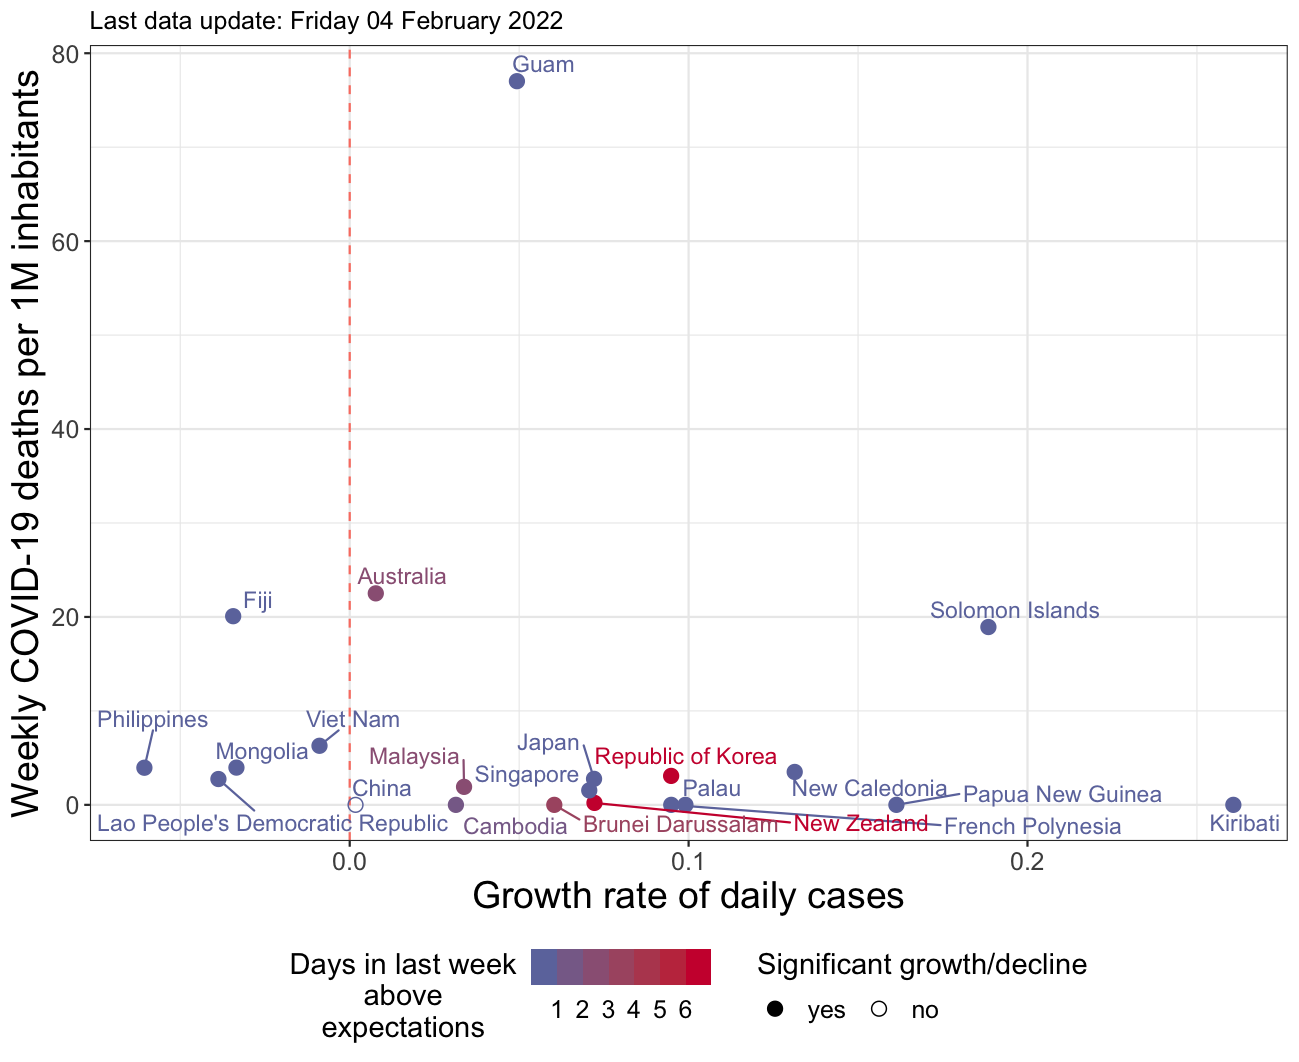 Last data update: Friday 04 February 2022
Weekly COVID-19 deaths per 1M inhabitants
80
60
40
20
0
Guam
Australia
Fiji
Solomon Islands
Philippines
Viet Nam
Mongolia
Japan
Republic of Korea
Malaysia
Singapore
China
Palau
New Caledonia
Papua New Guinea
Lao People's Democratic Republic
Cambodia
Brunei Darussalam
New Zealand
French Polynesia
Kiribati
0.0
0.1
0.2
Growth rate of daily cases
Days in last week
above
expectations
1 2 3 4 5 6
Significant growth/decline
yes
no